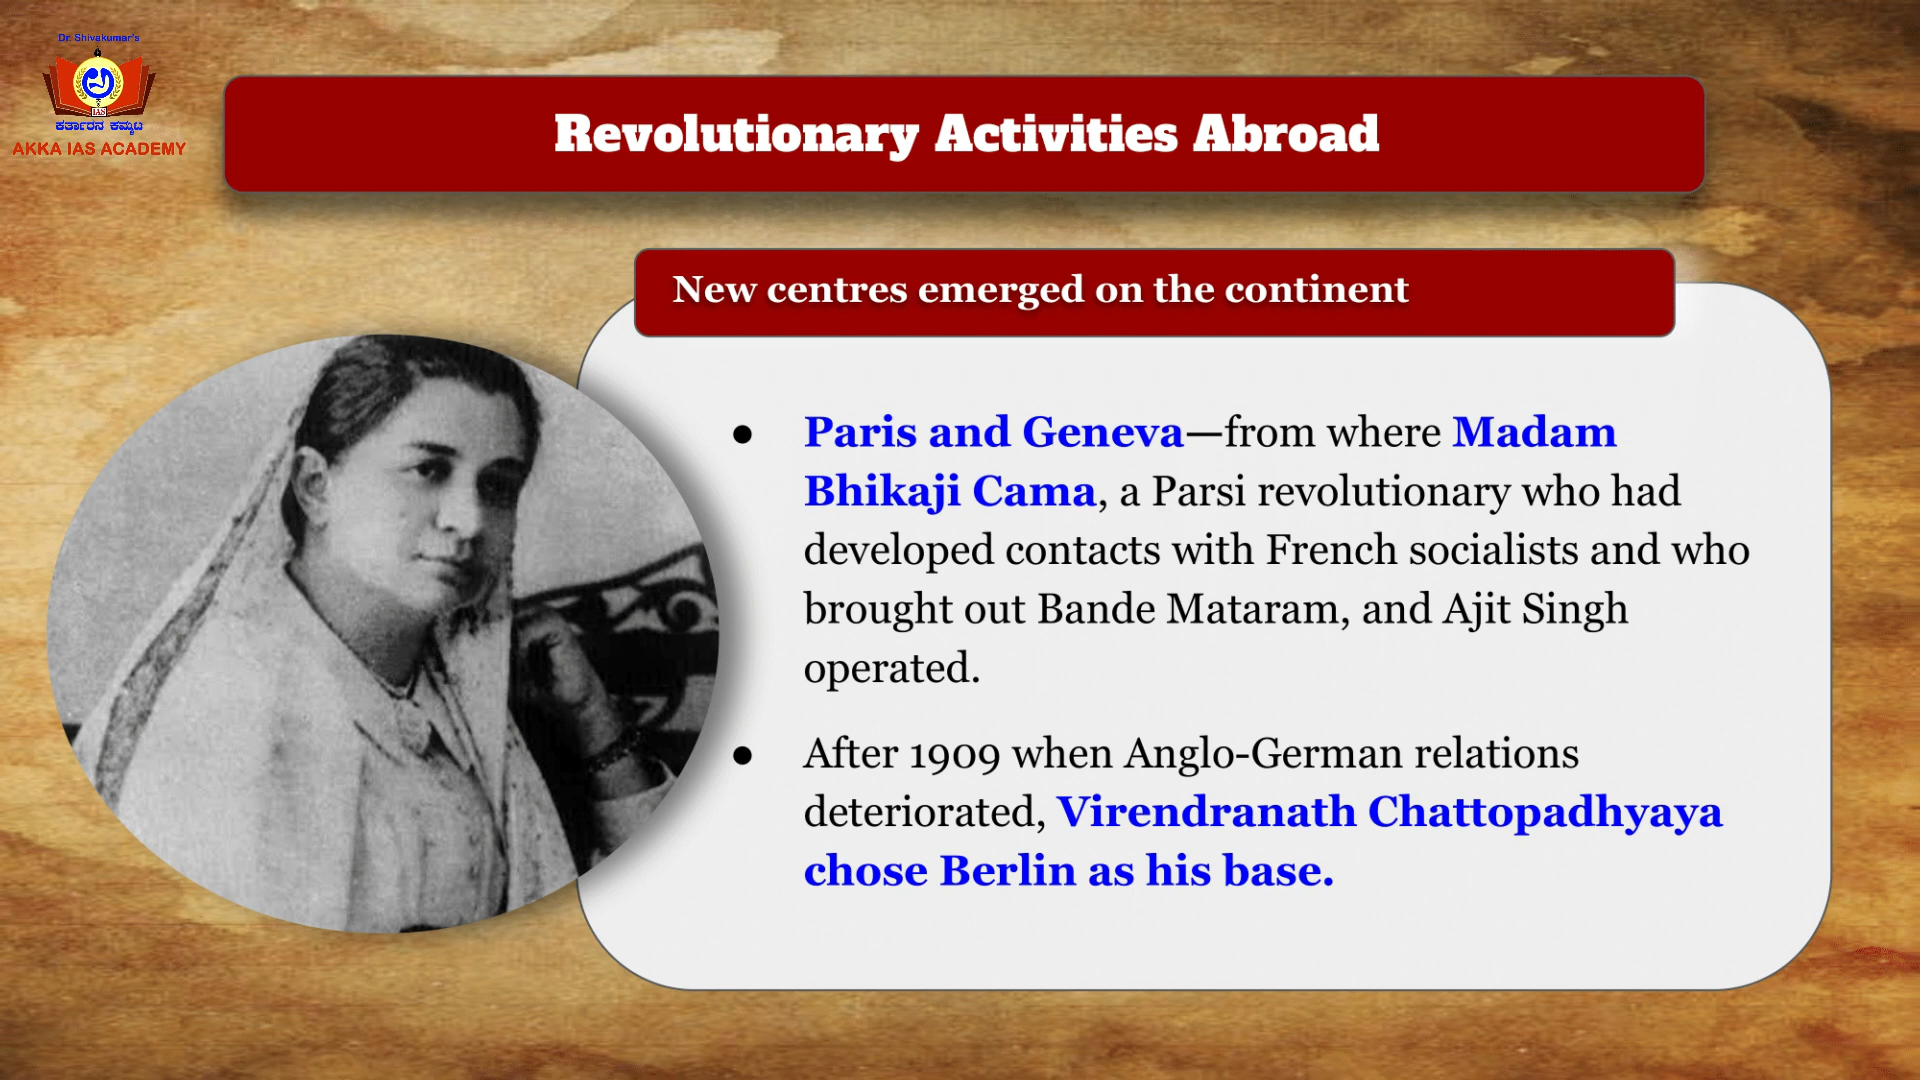 Dr. Shivakumar's
IAS
ಕರ್ತಾರನ ಕಮ್ಮಟ
AKKA IAS ACADEMY
Revolutionary Activities Abroad
New centres emerged on the continent
● Paris and Geneva—from where Madam
Bhikaji Cama, a Parsi revolutionary who had
developed contacts with French socialists and who
brought out Bande Mataram, and Ajit Singh
operated.
● After 1909 when Anglo-German relations
deteriorated, Virendranath Chattopadhyaya
chose Berlin as his base.